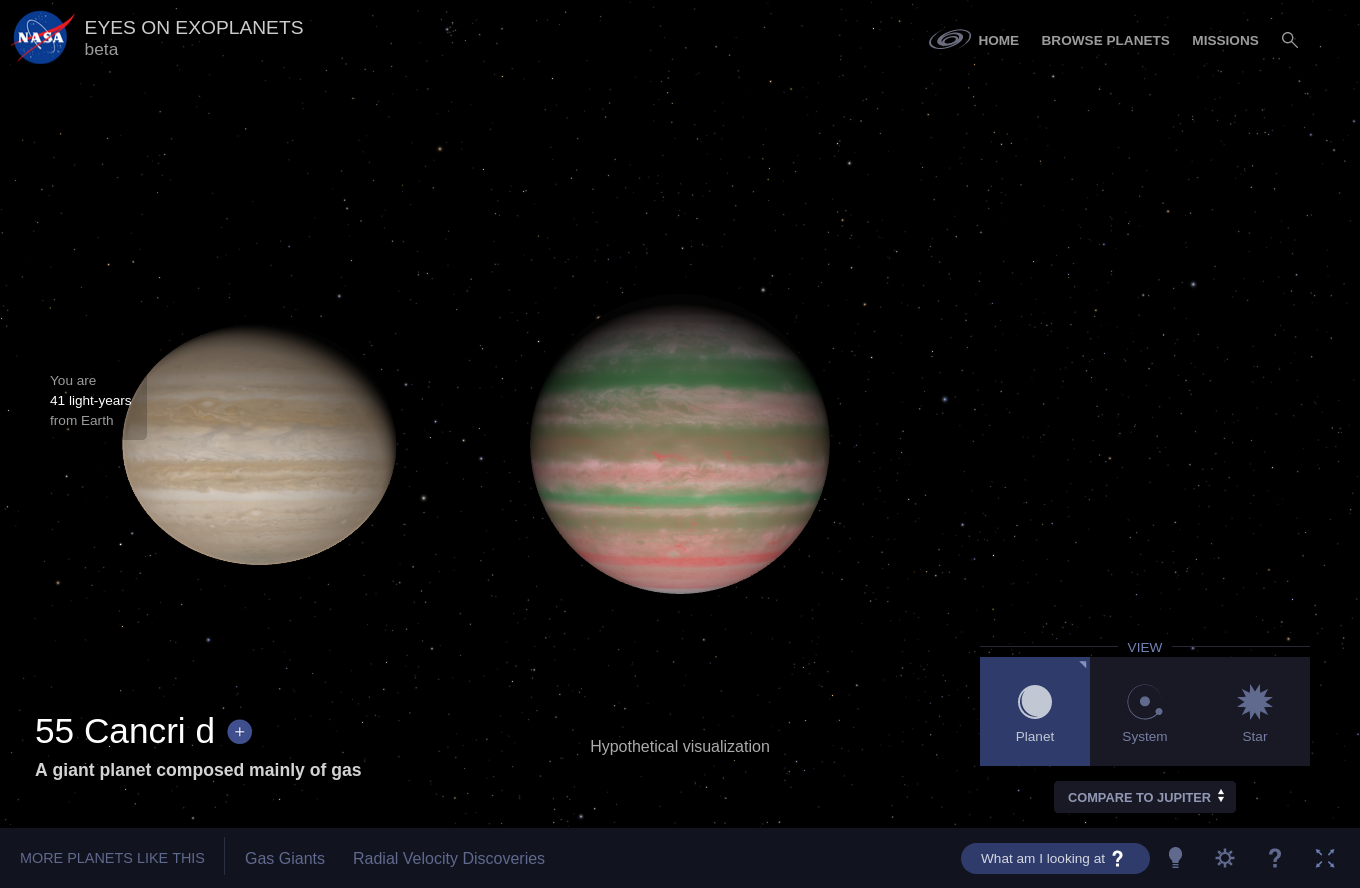 NASA
EYES ON EXOPLANETS
beta
HOME BROWSE PLANETS MISSIONS
You are
41 light-years
from Earth
VIEW
Planet System Star
55 Cancri d +
A giant planet composed mainly of gas
Hypothetical visualization
COMPARE TO JUPITER
MORE PLANETS LIKE THIS Gas Giants Radial Velocity Discoveries What am I looking at ? ?